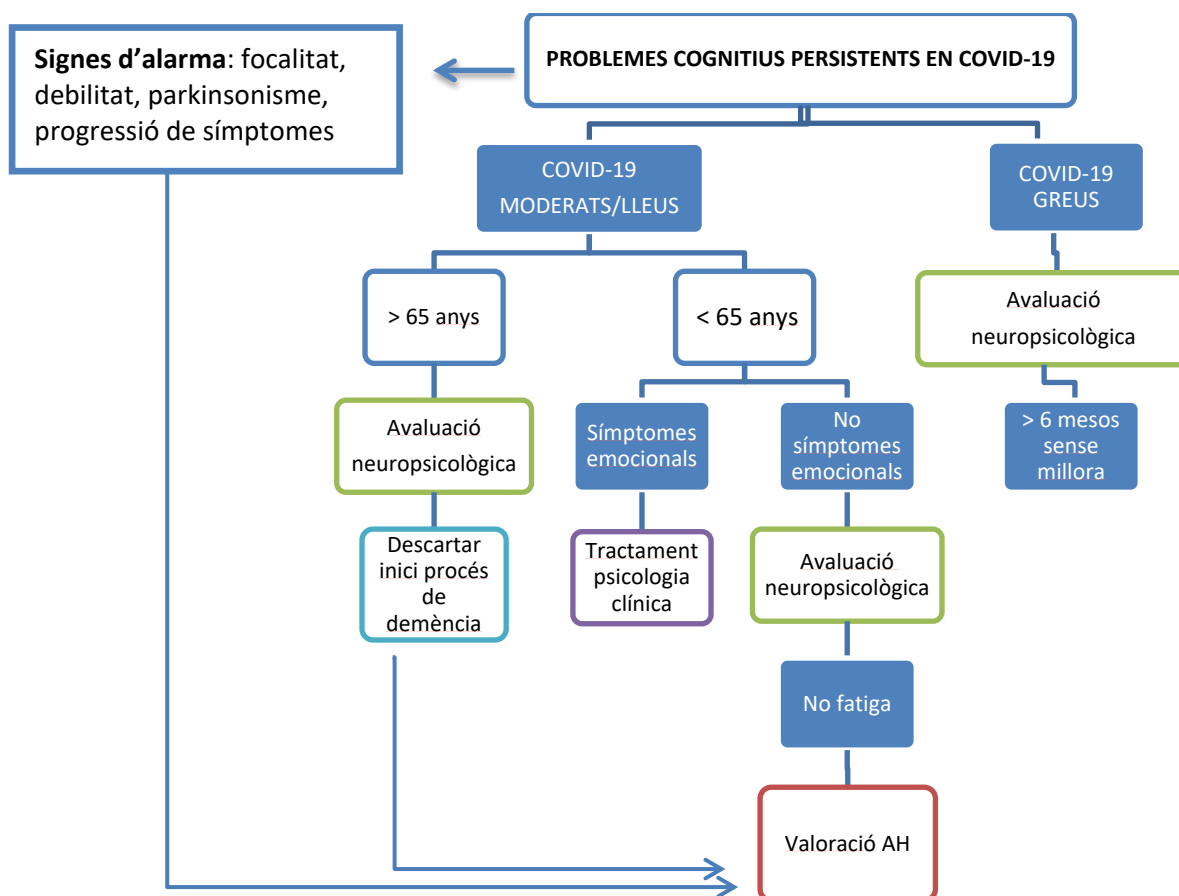 Signes d’alarma: focalitat,
debilitat, parkinsonisme,
progressió de símptomes
PROBLEMES COGNITIUS PERSISTENTS EN COVID-19
COVID-19
MODERATS/LLEUS
COVID-19
GREUS
> 65 anys
< 65 anys
Avaluació
neuropsicològica
Avaluació
neuropsicològica
Símptomes
emocionals
No
símptomes
emocionals
> 6 mesos
sense
millora
Descartar
inici procés
de
demència
Tractament
psicologia
clínica
Avaluació
neuropsicològica
No fatiga
Valoració AH